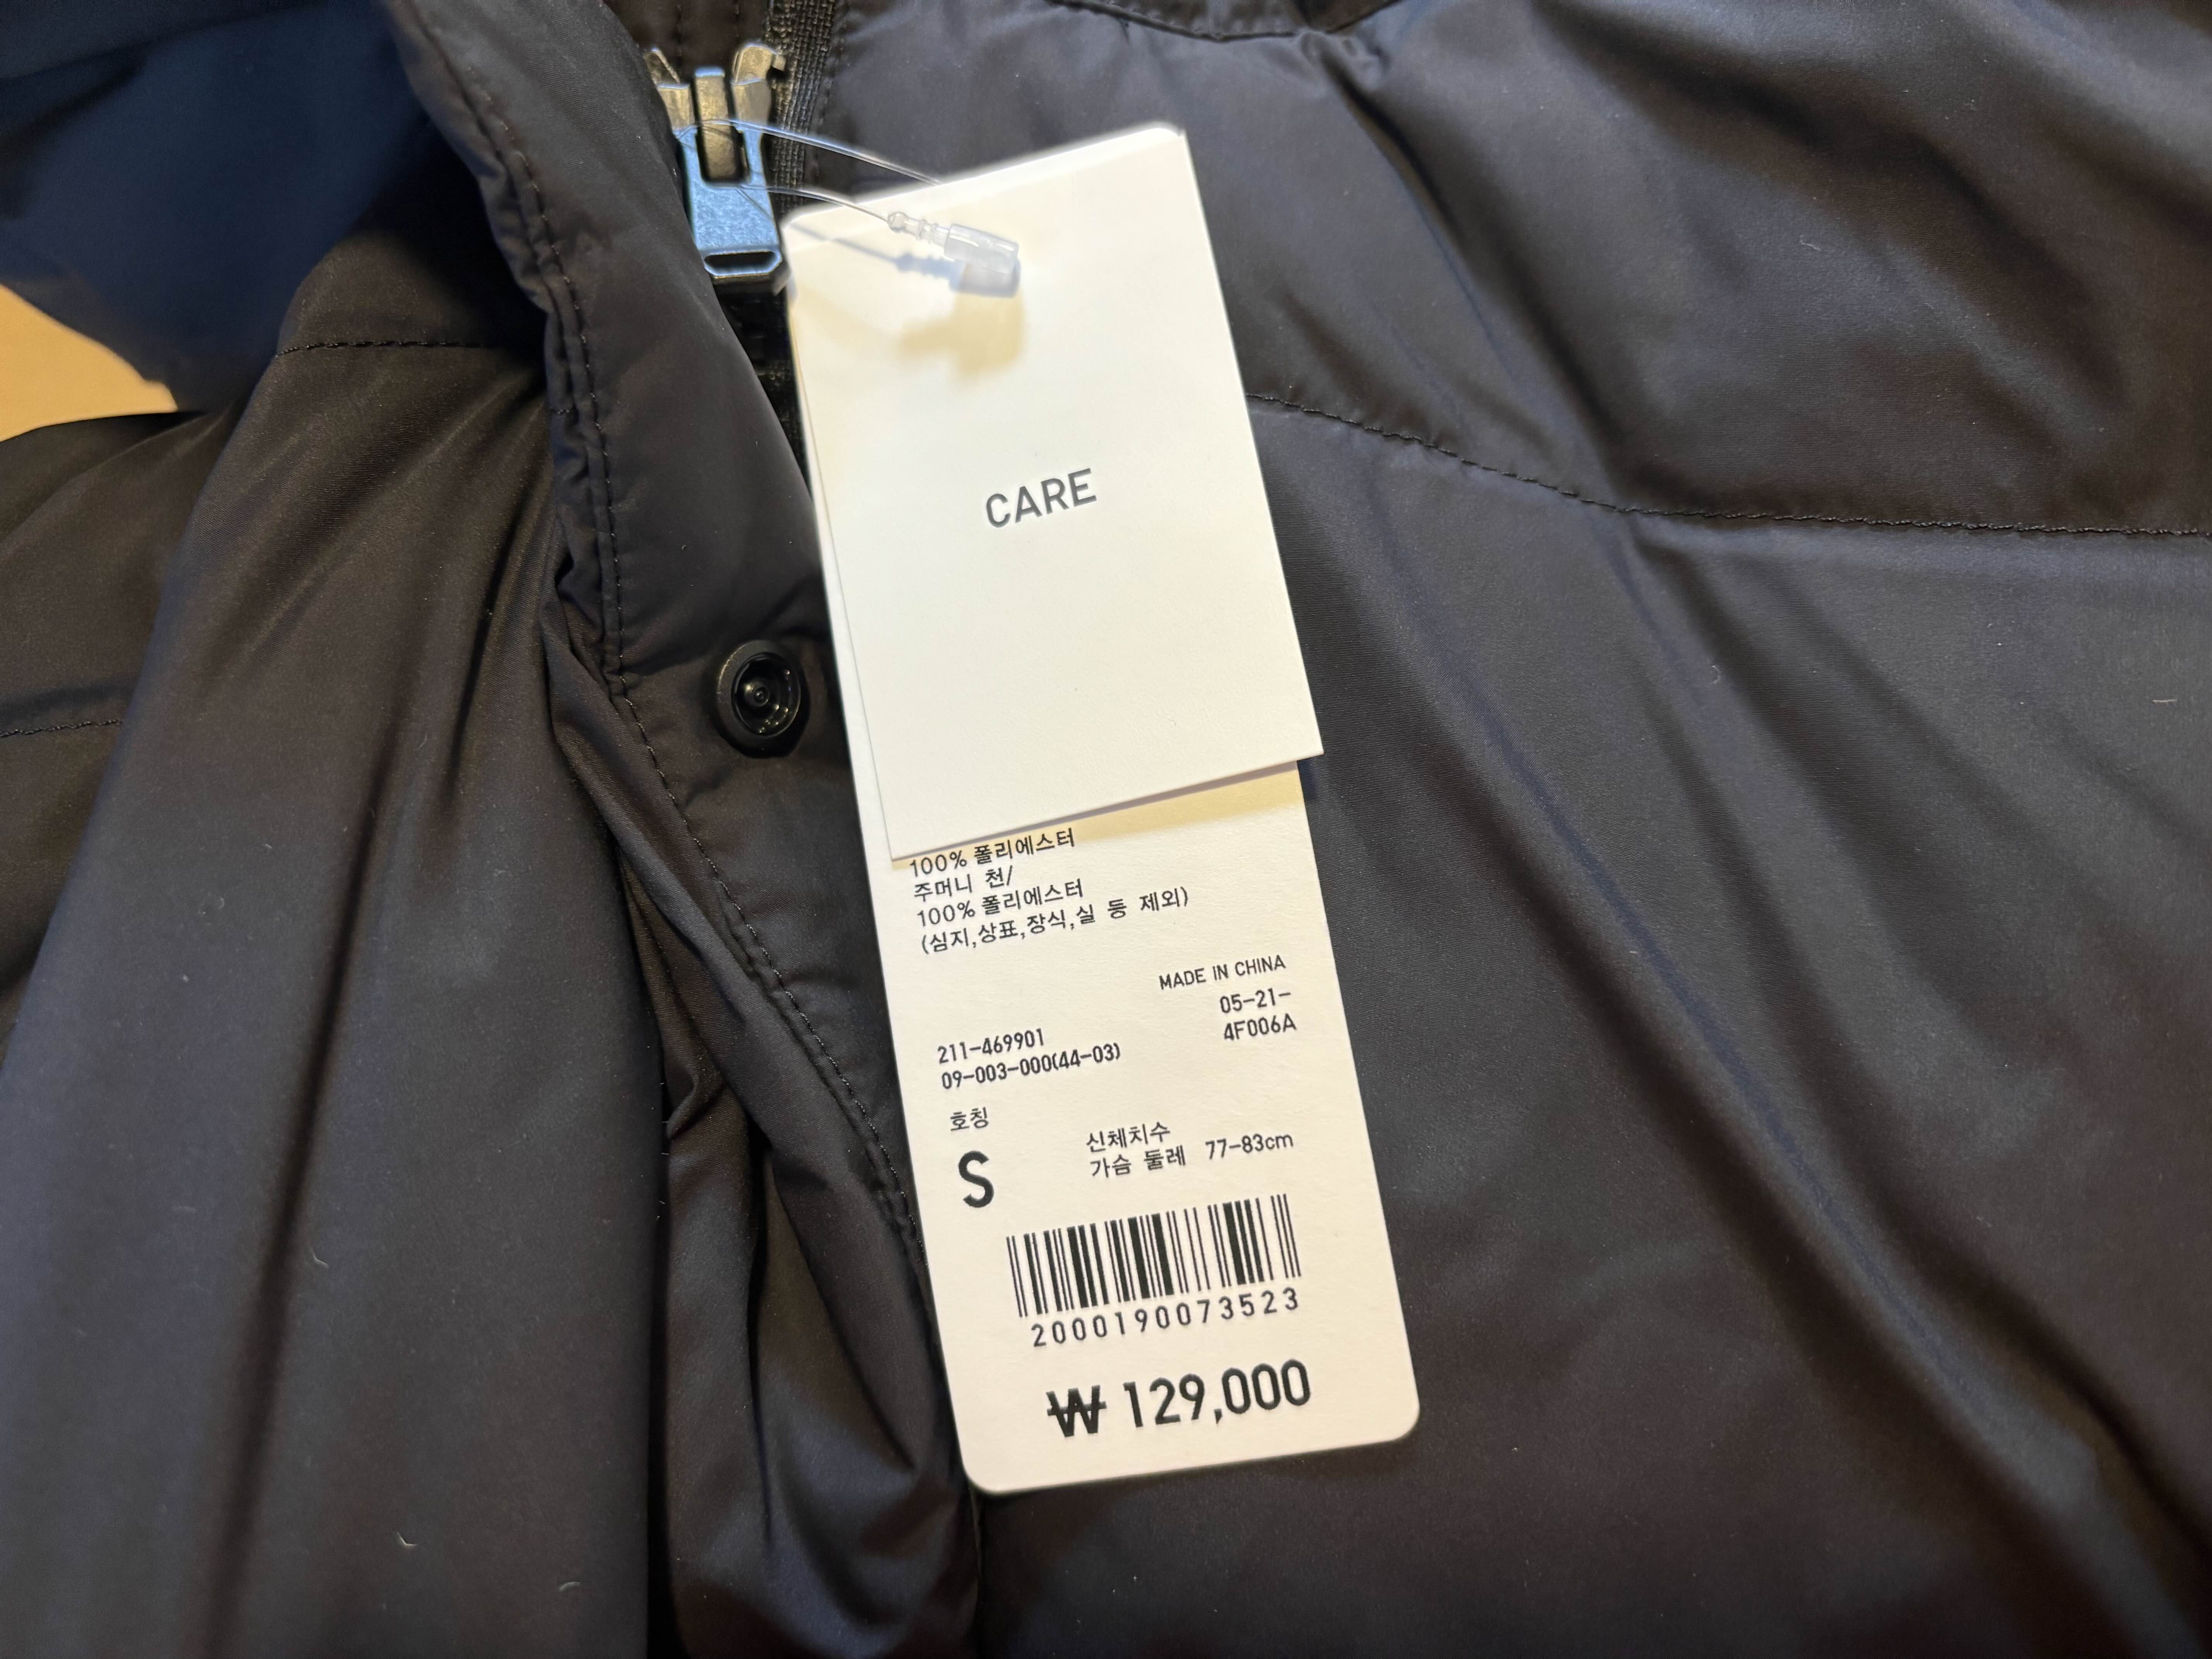 CARE
100% 폴리에스터
주머니 천/
100% 폴리에스터
(심지,상표,장식,실 등 제외)
MADE IN CHINA
05-21-
4F006A
211-469901
09-003-000(44-03)
호칭
S
신체치수
가슴 둘레 77-83cm
2000190073523
₩ 129,000